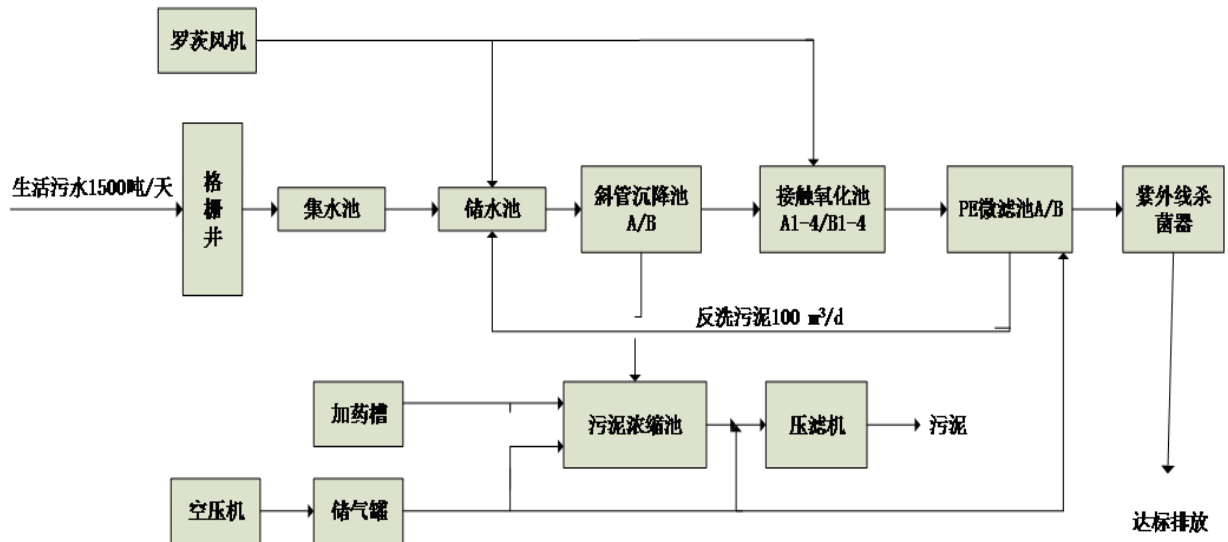 罗茨风机
生活污水1500吨/天
格
栅
井
集水池
储水池
斜管沉降池
A/B
接触氧化池
A1-4/B1-4
PE微滤池A/B
紫外线杀
菌器
反洗污泥100 m³/d
加药槽
污泥浓缩池
压滤机
污泥
空压机
储气罐
达标排放